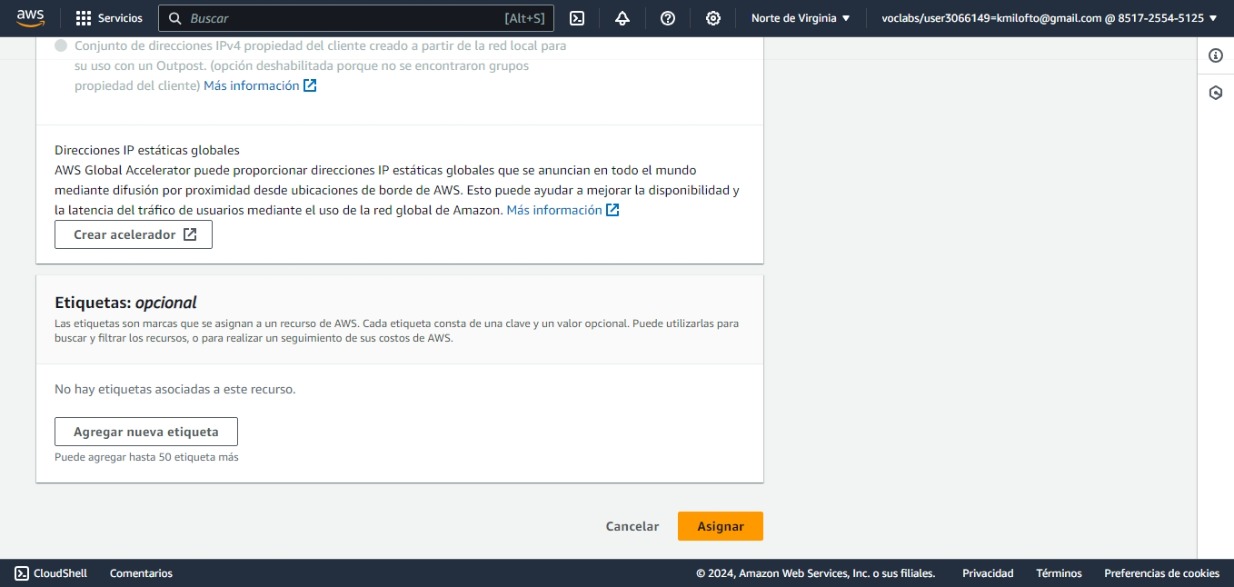 aws
Servicios
Buscar
[Alt+S]
Norte de Virginia
voclabs/user3066149=kmilofto@gmail.com @ 8517-2554-5125
Conjunto de direcciones IPv4 propiedad del cliente creado a partir de la red local para
su uso con un Outpost. (opción deshabilitada porque no se encontraron grupos
propiedad del cliente) Más información
Direcciones IP estáticas globales
AWS Global Accelerator puede proporcionar direcciones IP estáticas globales que se anuncian en todo el mundo
mediante difusión por proximidad desde ubicaciones de borde de AWS. Esto puede ayudar a mejorar la disponibilidad y
la latencia del tráfico de usuarios mediante el uso de la red global de Amazon. Más información
Crear acelerador
Etiquetas: opcional
Las etiquetas son marcas que se asignan a un recurso de AWS. Cada etiqueta consta de una clave y un valor opcional. Puede utilizarlas para
buscar y filtrar los recursos, o para realizar un seguimiento de sus costos de AWS.
No hay etiquetas asociadas a este recurso.
Agregar nueva etiqueta
Puede agregar hasta 50 etiqueta más
Cancelar
Asignar
CloudShell
Comentarios
© 2024, Amazon Web Services, Inc. o sus filiales.
Privacidad
Términos
Preferencias de cookies